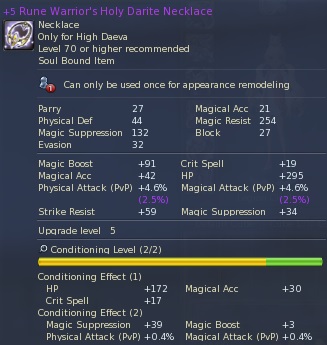 +5 Rune Warrior's Holy Darite Necklace
Necklace
Only for High Daeva
Level 70 or higher recommended
Soul Bound Item
Can only be used once for appearance remodeling
Parry 27 Magical Acc 21
Physical Def 44 Magic Resist 254
Magic Suppression 132 Block 27
Evasion 32
Magic Boost +91 Crit Spell +19
Magical Acc +42 HP +295
Physical Attack (PvP) +4.6% Magical Attack (PvP) +4.6%
(2.5%) (2.5%)
Strike Resist +59 Magic Suppression +34
Upgrade level 5
Conditioning Level (2/2)
Conditioning Effect (1)
HP +172 Magical Acc +30
Crit Spell +17
Conditioning Effect (2)
Magic Suppression +39 Magic Boost +3
Physical Attack (PvP) +0.4% Magical Attack (PvP) +0.4%